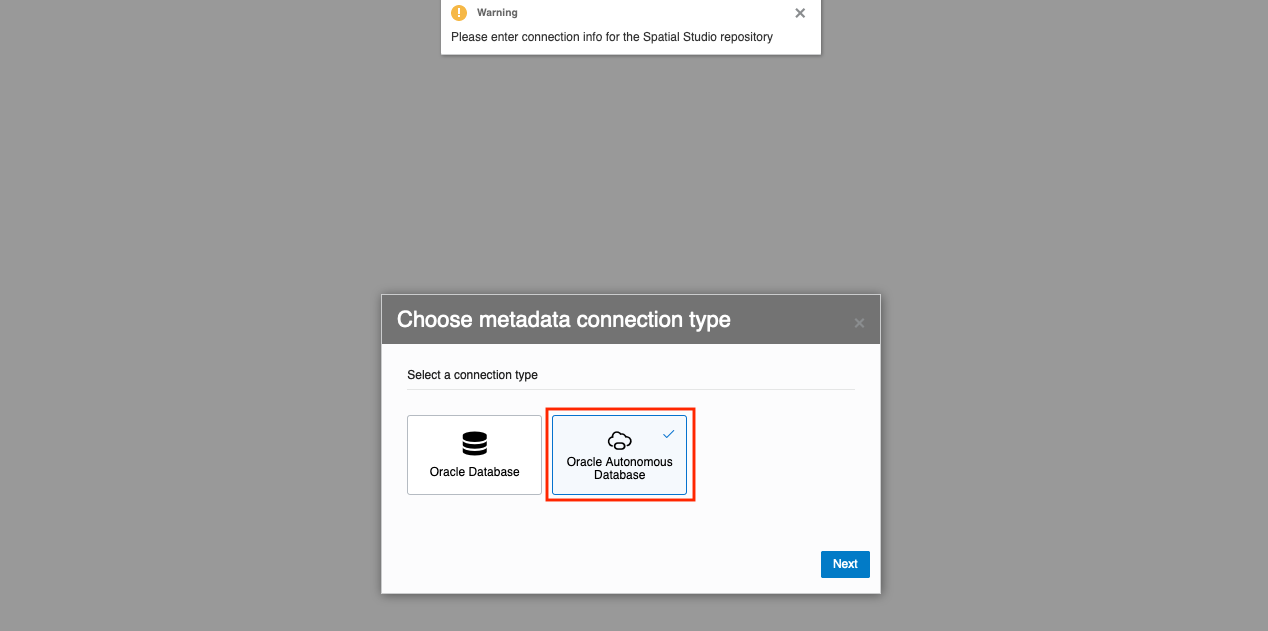 Warning
Please enter connection info for the Spatial Studio repository
Choose metadata connection type
Select a connection type
Oracle Database
Oracle Autonomous
Database
Next